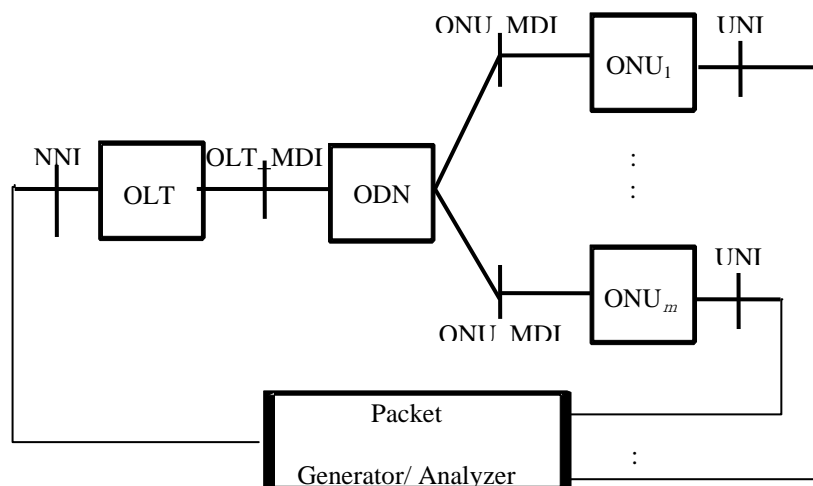 ONU_MDI
UNI
ONU1
NNI
OLT_MDI
OLT
ODN
:
:
UNI
ONUm
ONU_MDI
Packet
Generator/ Analyzer
: